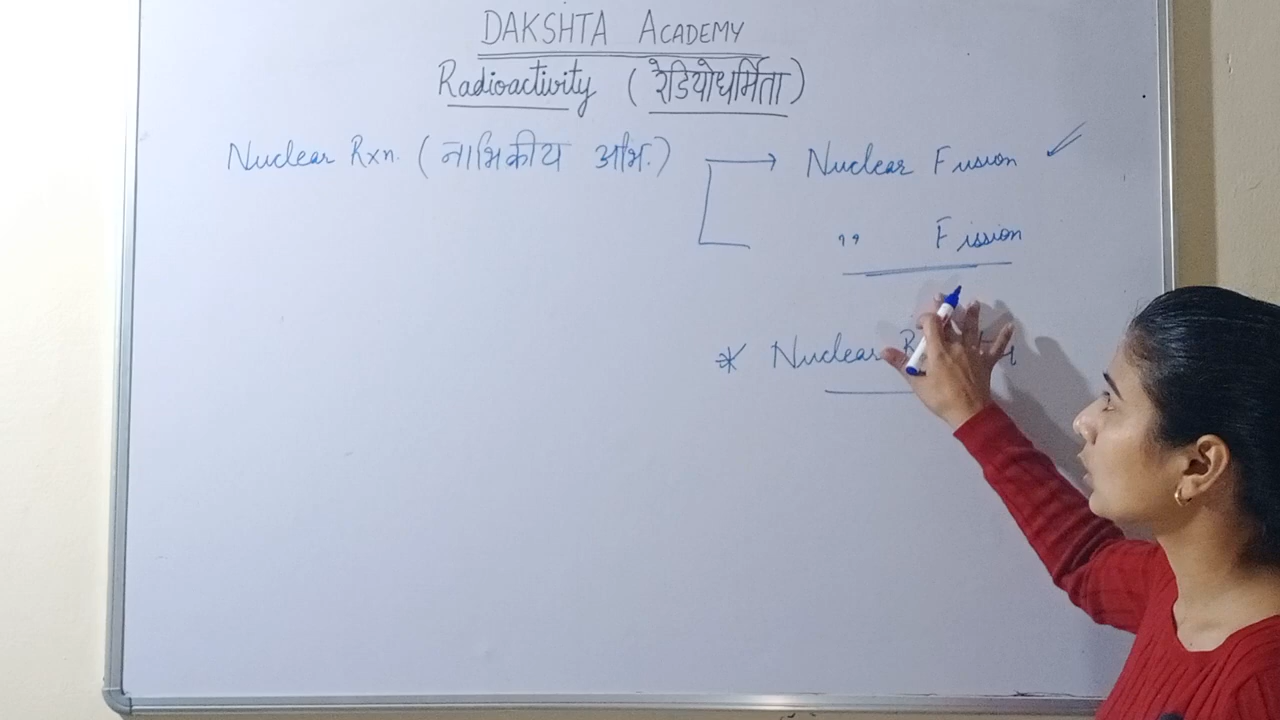 DAKSHTA ACADEMY
Radioactivity (रेडियोधर्मिता)
Nuclear Rxn. (नाभिकीय अभि.) → Nuclear Fusion ✓
" Fission
* Nuclear